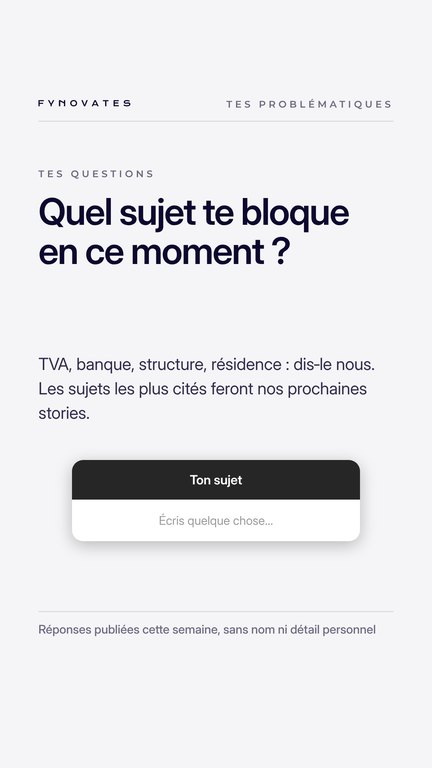 FYNOVATES
TES PROBLÉMATIQUES
TES QUESTIONS
Quel sujet te bloque
en ce moment ?
TVA, banque, structure, résidence : dis-le nous.
Les sujets les plus cités feront nos prochaines
stories.
Ton sujet
Écris quelque chose...
Réponses publiées cette semaine, sans nom ni détail personnel